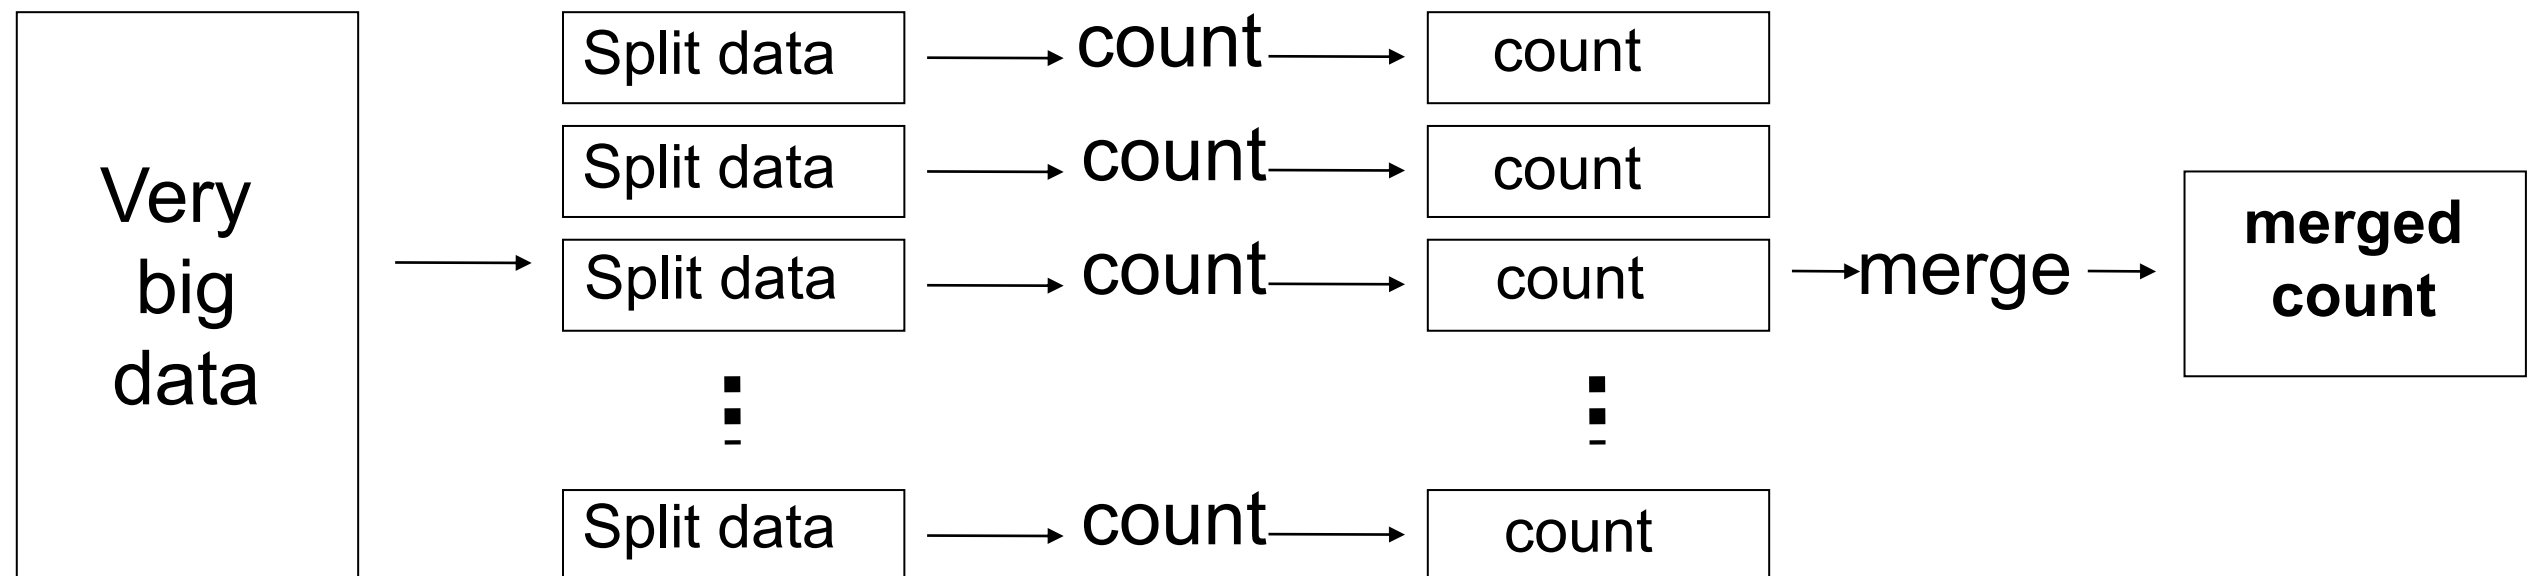 Very
big
data
Split data count count
Split data count count
Split data count count
Split data count count
merge
merged
count